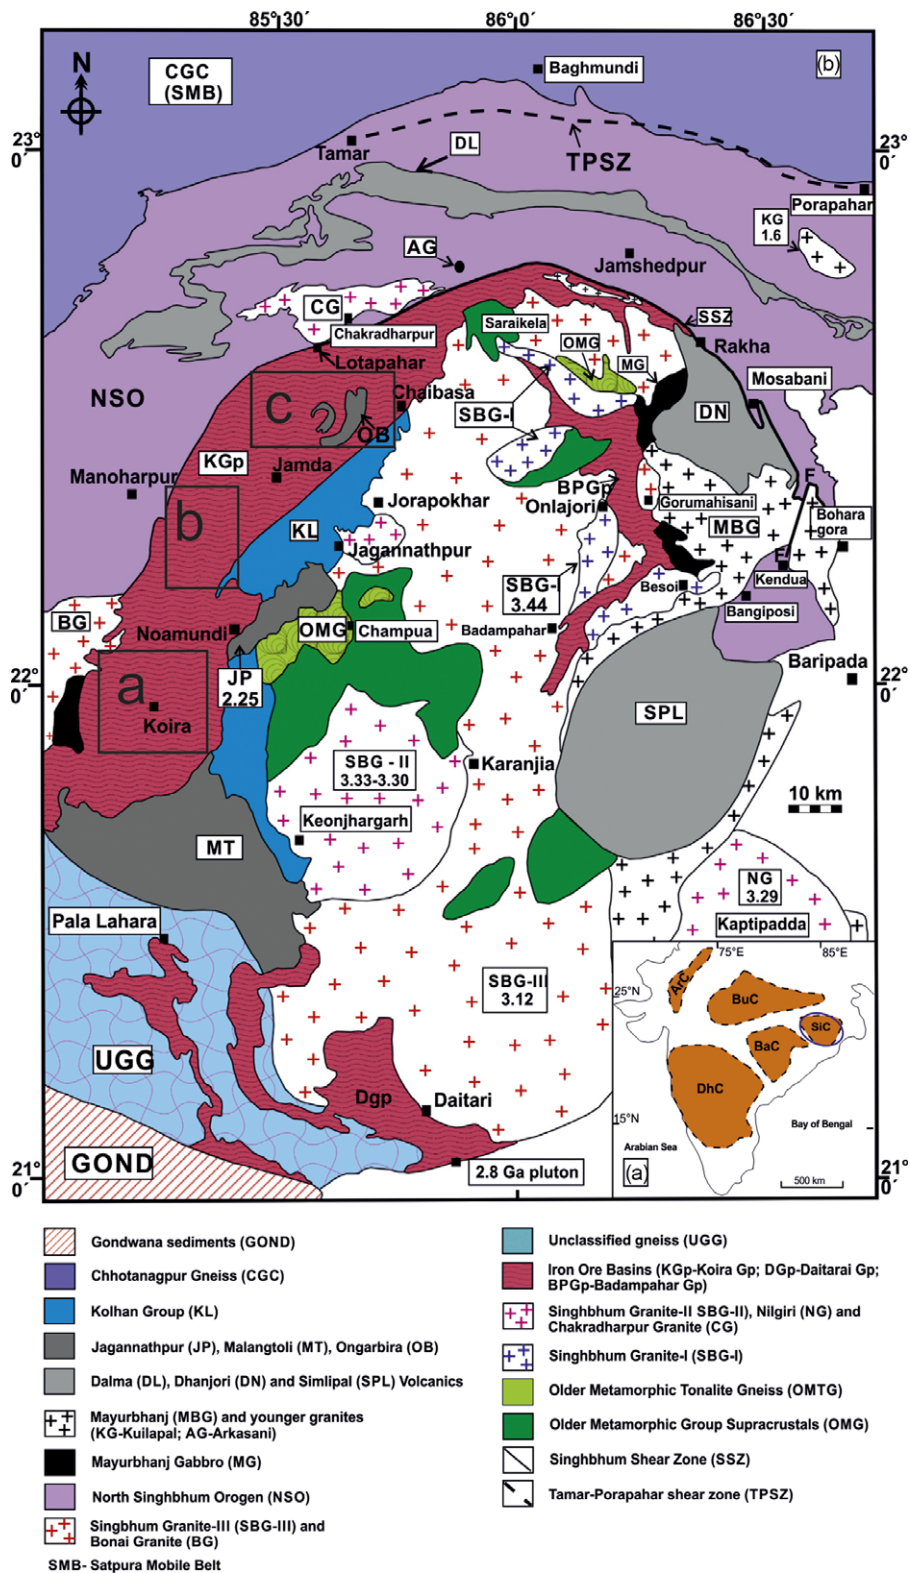 85°30'
86°0'
86°30'
N
CGC
(SMB)
Baghmundi
(b)
23°
0'
23°
0'
Tamar
DL
TPSZ
Porapahar
KG
1.6
AG
Jamshedpur
CG
Chakradharpur
Saraikela
SSZ
OMG
Rakha
Lotapahar
MG
Mosabani
NSO
c
Chaibasa
SBG-I
DN
OB
KGp
Jamda
Manoharpur
BPGp
F
Jorapokhar
Onlajori
Gorumahisani
b
MBG
Bohara
gora
KL
Jagannathpur
F
SBG-I
3.44
Besoi
Kendua
Bangiposi
BG
Noamundi
OMG
Champua
Badampahar
Baripada
22°
0'
22°
0'
a
JP
2.25
Koira
SPL
SBG - II
3.33-3.30
Karanjia
10 km
Keonjhargarh
MT
NG
3.29
Pala Lahara
Kaptipadda
75°E
85°E
SBG-III
3.12
25°N
ArC
BuC
SiC
BaC
UGG
DhC
Dgp
Daitari
15°N
Bay of Bengal
Arabian Sea
GOND
2.8 Ga pluton
(a)
500 km
21°
0'
21°
0'
Gondwana sediments (GOND)
Chhotanagpur Gneiss (CGC)
Kolhan Group (KL)
Jagannathpur (JP), Malangtoli (MT), Ongarbira (OB)
Dalma (DL), Dhanjori (DN) and Simlipal (SPL) Volcanics
Mayurbhanj (MBG) and younger granites
(KG-Kuilapal; AG-Arkasani)
Mayurbhanj Gabbro (MG)
North Singhbhum Orogen (NSO)
Singbhum Granite-III (SBG-III) and
Bonai Granite (BG)
SMB- Satpura Mobile Belt
Unclassified gneiss (UGG)
Iron Ore Basins (KGp-Koira Gp; DGp-Daitarai Gp;
BPGp-Badampahar Gp)
Singhbhum Granite-II SBG-II), Nilgiri (NG) and
Chakradharpur Granite (CG)
Singhbhum Granite-I (SBG-I)
Older Metamorphic Tonalite Gneiss (OMTG)
Older Metamorphic Group Supracrustals (OMG)
Singhbhum Shear Zone (SSZ)
Tamar-Porapahar shear zone (TPSZ)